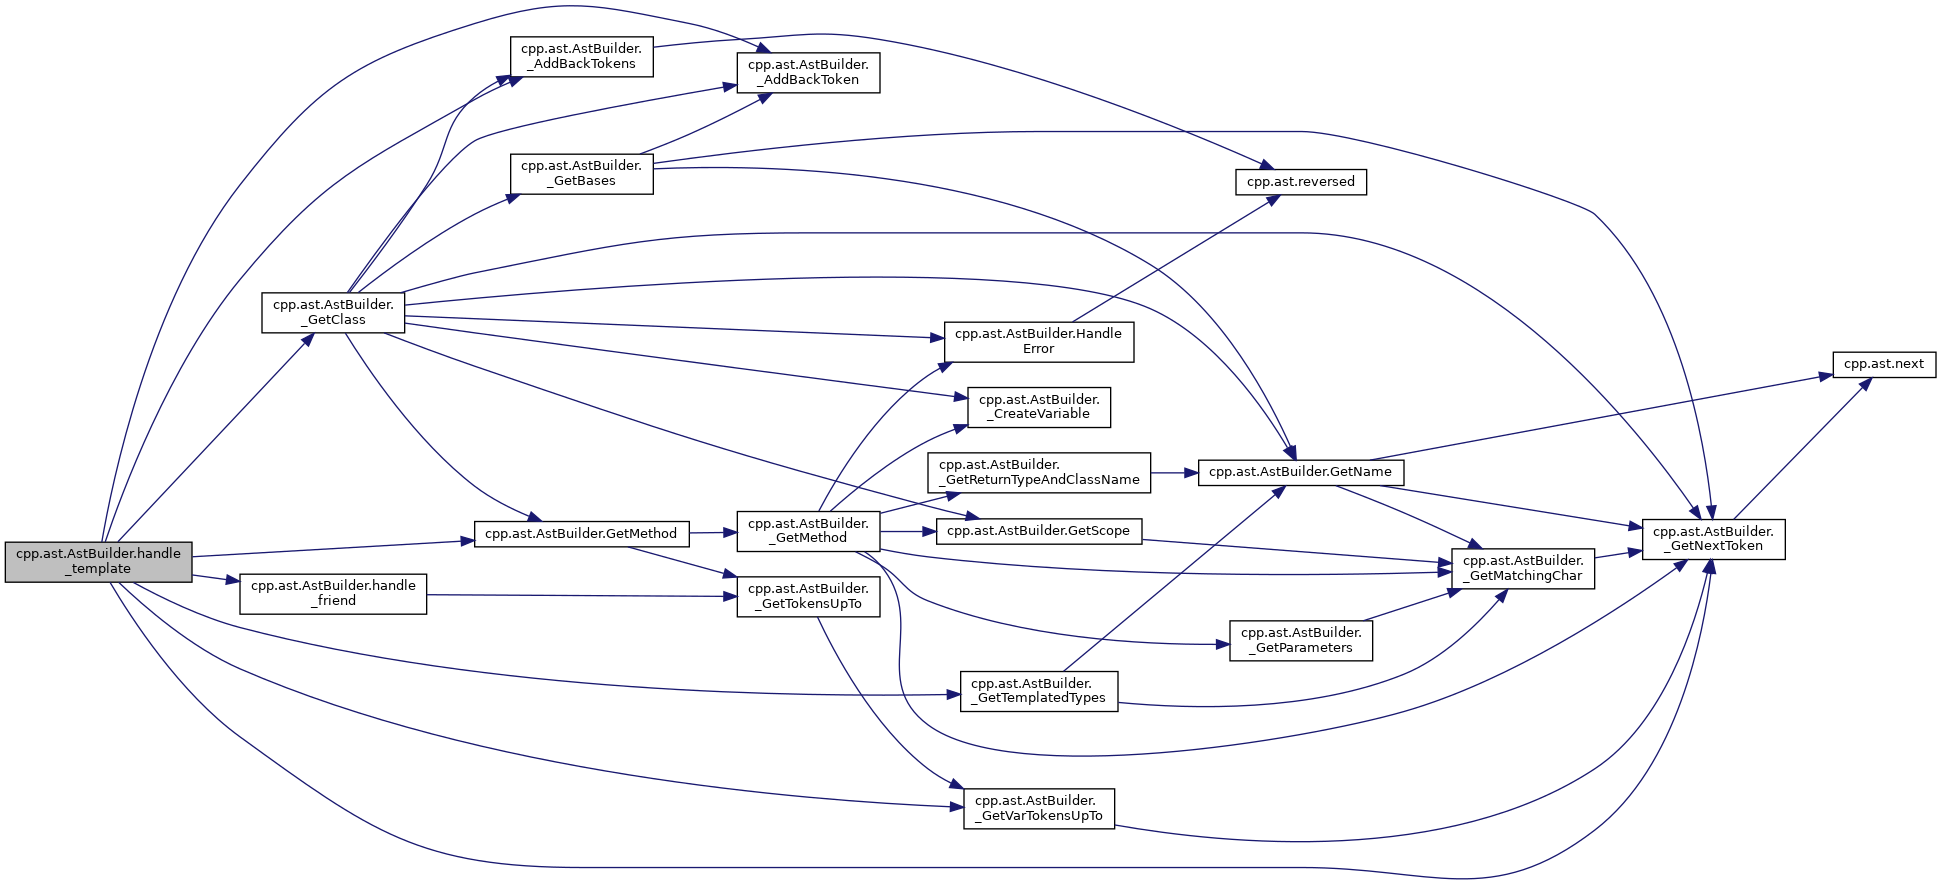 cpp.ast.AstBuilder.
_AddBackTokens
cpp.ast.AstBuilder.
_AddBackToken
cpp.ast.AstBuilder.
_GetBases
cpp.ast.reversed
cpp.ast.AstBuilder.
_GetClass
cpp.ast.AstBuilder.Handle
Error
cpp.ast.next
cpp.ast.AstBuilder.
_CreateVariable
cpp.ast.AstBuilder.
_GetReturnTypeAndClassName
cpp.ast.AstBuilder.GetName
cpp.ast.AstBuilder.GetMethod
cpp.ast.AstBuilder.
_GetMethod
cpp.ast.AstBuilder.GetScope
cpp.ast.AstBuilder.
_GetNextToken
cpp.ast.AstBuilder.handle
_template
cpp.ast.AstBuilder.
_GetMatchingChar
cpp.ast.AstBuilder.handle
_friend
cpp.ast.AstBuilder.
_GetTokensUpTo
cpp.ast.AstBuilder.
_GetParameters
cpp.ast.AstBuilder.
_GetTemplatedTypes
cpp.ast.AstBuilder.
_GetVarTokensUpTo